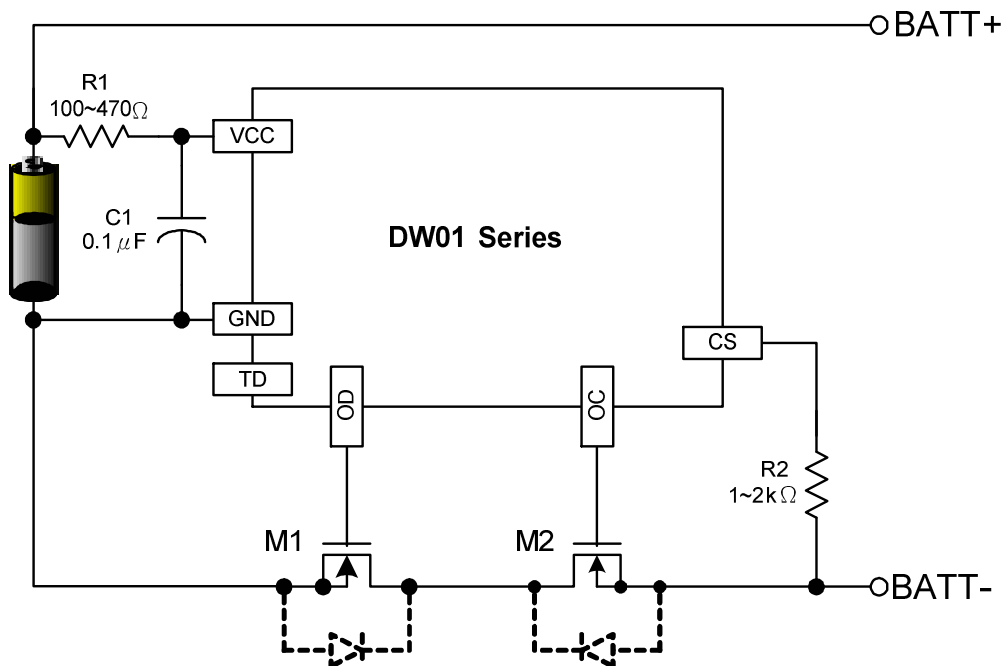 BATT+
R1
100~470Ω
VCC
C1
0.1μF
DW01 Series
GND
CS
TD
OD
OC
R2
1~2kΩ
M1
M2
BATT-